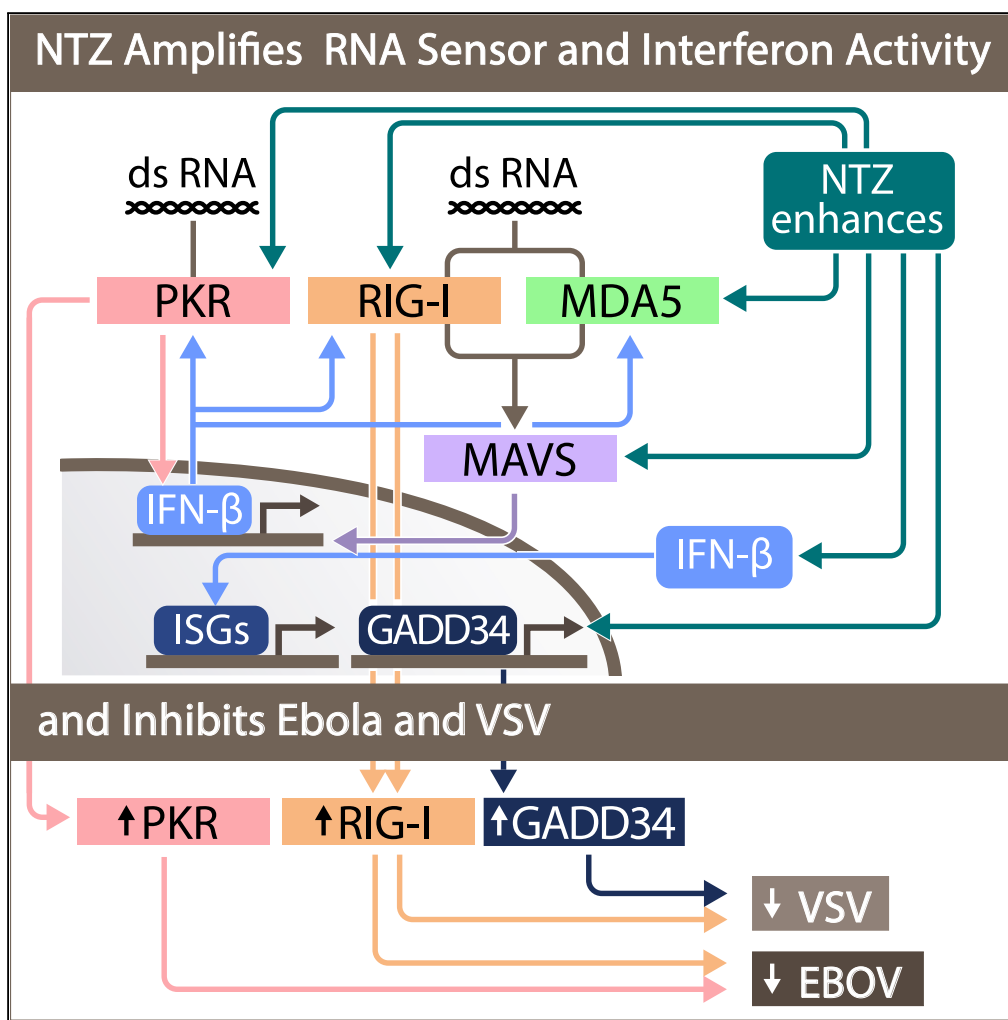 NTZ Amplifies RNA Sensor and Interferon Activity
ds RNA
ds RNA
NTZ
enhances
PKR
RIG-I
MDA5
MAVS
IFN-β
IFN-β
ISGs
GADD34
and Inhibits Ebola and VSV
↑PKR
↑RIG-I
↑GADD34
↓ VSV
↓ EBOV